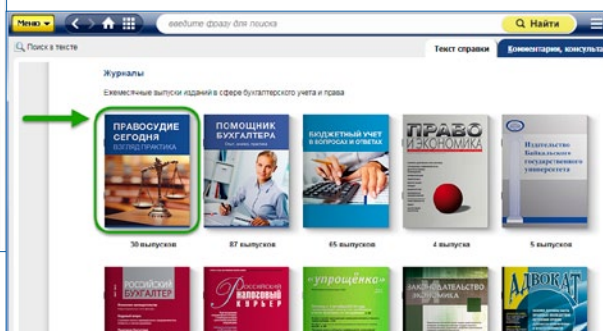 Меню
введите фразу для поиска
Найти
Поиск в тексте
Текст справки
Комментарии, консульта
Журналы
Ежемесячные выпуски изданий в сфере бухгалтерского учета и права
ПРАВОСУДИЕ
СЕГОДНЯ
ВЗГЛЯД ПРАКТИКА
ПОМОЩНИК
БУХГАЛТЕРА
БЮДЖЕТНЫЙ УЧЕТ
В ВОПРОСАХ И ОТВЕТАХ
ПРАВО
И ЭКОНОМИКА
Издательство
Байкальского
государственного
университета
30 выпусков
87 выпусков
65 выпусков
4 выпуска
5 выпусков
РОССИЙСКИЙ
БУХГАЛТЕР
Российский
НАЛОГОВЫЙ
КУРЬЕР
«упрощёнка»
ЗАКОНОДАТЕЛЬСТВО
ЭКОНОМИКА
АДВОКАТ